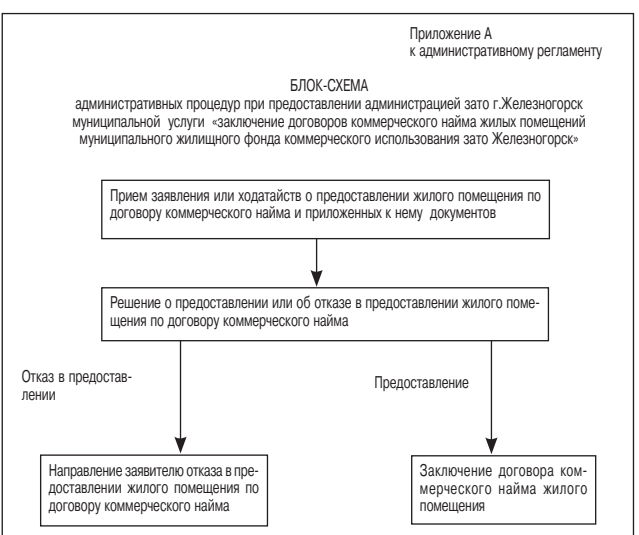 Приложение А
к административному регламенту
БЛОК-СХЕМА
административных процедур при предоставлении администрацией зато г.Железногорск
муниципальной услуги «заключение договоров коммерческого найма жилых помещений
муниципального жилищного фонда коммерческого использования зато Железногорск»
Прием заявления или ходатайств о предоставлении жилого помещения по
договору коммерческого найма и приложенных к нему документов
Решение о предоставлении или об отказе в предоставлении жилого поме-
щения по договору коммерческого найма
Отказ в предостав-
лении
Предоставление
Направление заявителю отказа в пре-
доставлении жилого помещения по
договору коммерческого найма
Заключение договора ком-
мерческого найма жилого
помещения